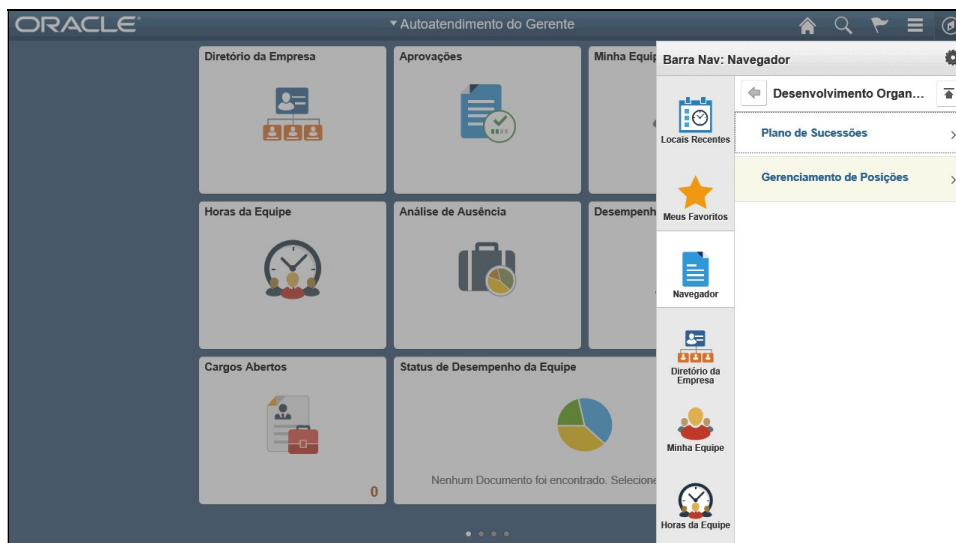 ORACLE
Autoatendimento do Gerente
Diretório da Empresa
Aprovações
Minha Equip
Horas da Equipe
Análise de Ausência
Desempenh
Cargos Abertos
0
Status de Desempenho da Equipe
Nenhum Documento foi encontrado. Selecione
Barra Nav: Navegador
Locais Recentes
Meus Favoritos
Navegador
Diretório da
Empresa
Minha Equipe
Horas da Equipe
Desenvolvimento Organ...
Plano de Sucessões
Gerenciamento de Posições